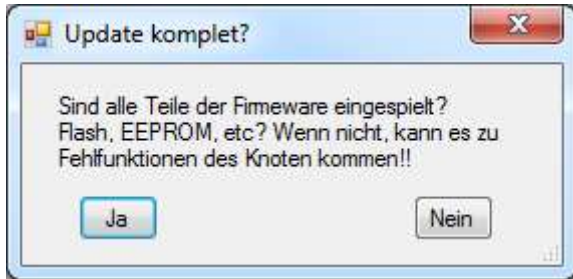 Update komplet?
Sind alle Teile der Firmeware eingespielt?
Flash, EEPROM, etc? Wenn nicht, kann es zu
Fehlfunktionen des Knoten kommen!!
Ja
Nein